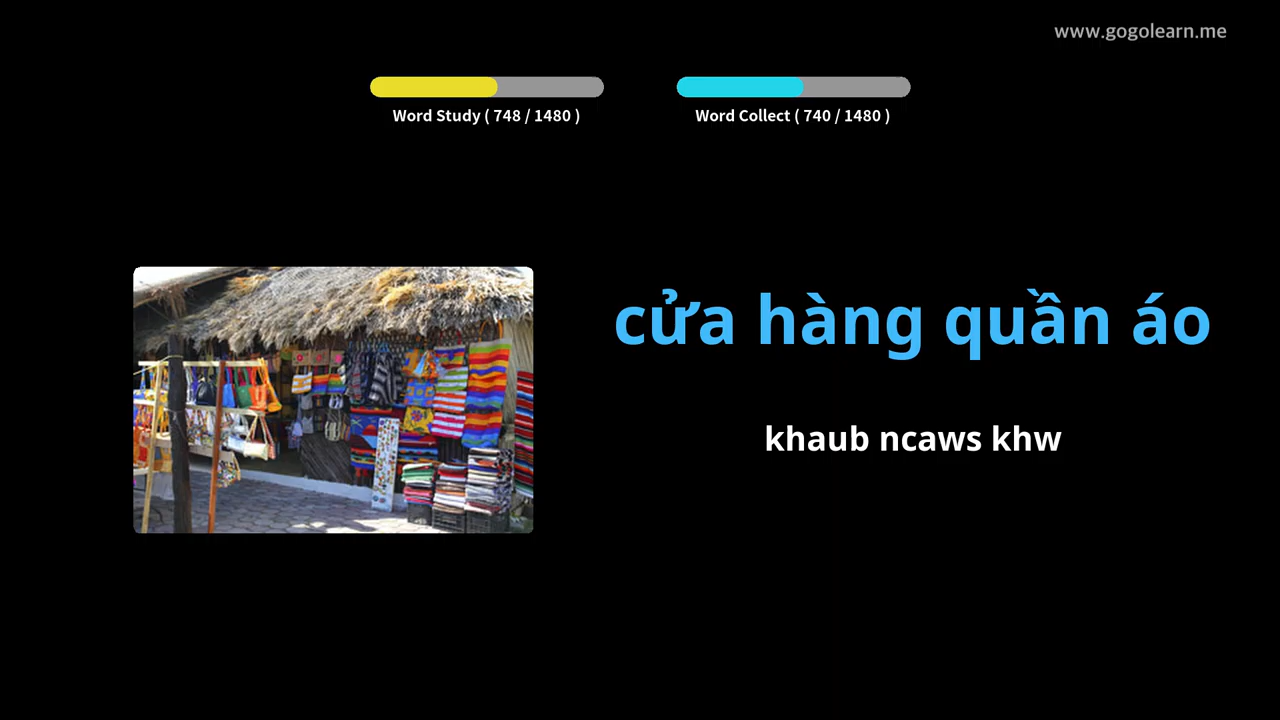 www.gogolearn.me
Word Study ( 748 / 1480 )
Word Collect ( 740 / 1480 )
cửa hàng quần áo
khaub ncaws khw